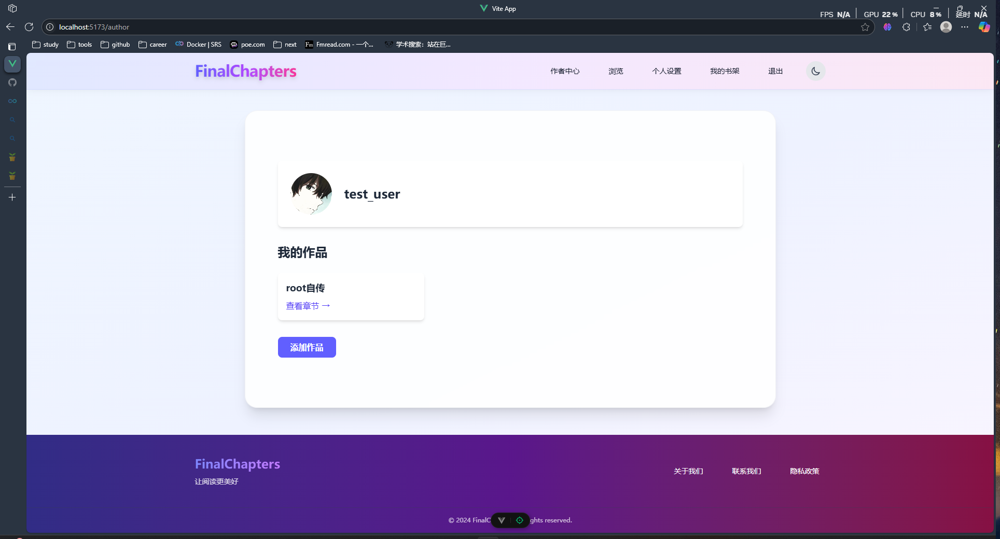 Vite App
FPS N/A GPU 22 % CPU 8 % 延时 N/A
localhost:5173/author
study tools github career Docker | SRS poe.com next Fm Fmread.com - 一个... 学术搜索：站在巨...
FinalChapters 作者中心 浏览 个人设置 我的书架 退出
test_user
我的作品
root自传
查看章节 →
添加作品
FinalChapters
让阅读更美好
关于我们 联系我们 隐私政策
© 2024 FinalC ghts reserved.